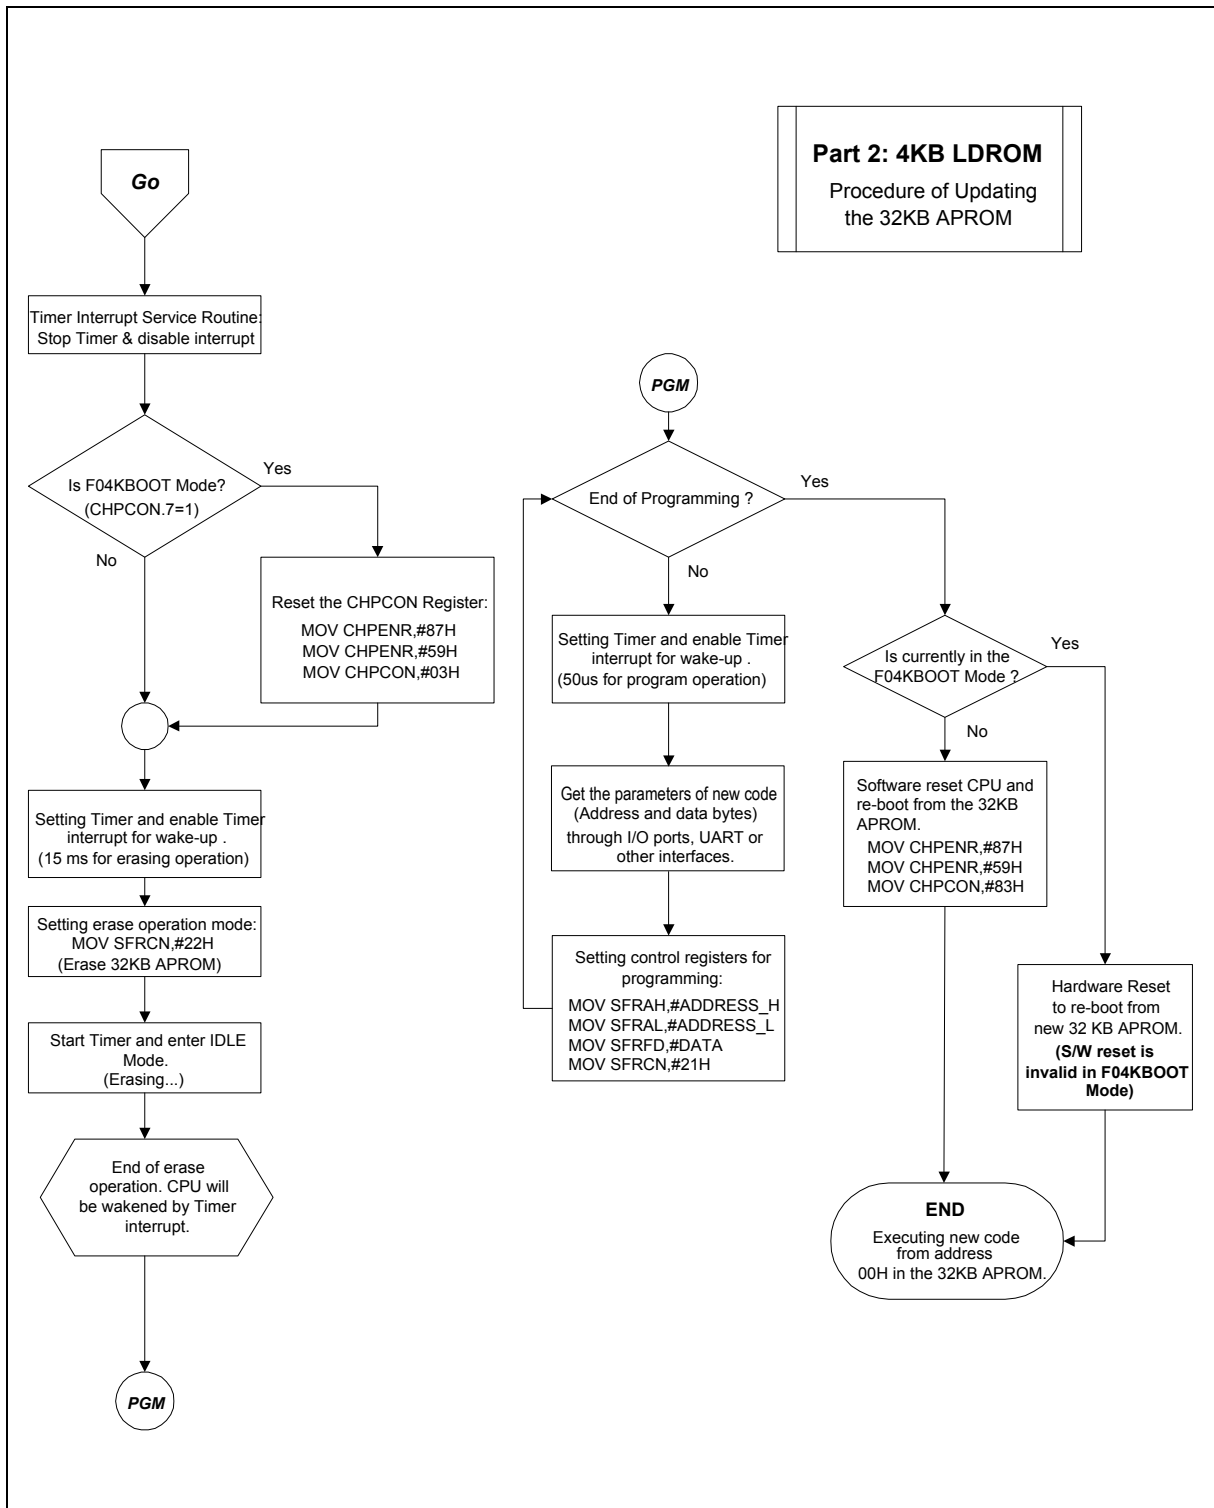 Part 2: 4KB LDROM
Procedure of Updating
the 32KB APROM
Go
Timer Interrupt Service Routine:
Stop Timer & disable interrupt
Is F04KBOOT Mode?
(CHPCON.7=1)
Yes
No
Reset the CHPCON Register:
MOV CHPENR,#87H
MOV CHPENR,#59H
MOV CHPCON,#03H
Setting Timer and enable Timer
interrupt for wake-up .
(15 ms for erasing operation)
Setting erase operation mode:
MOV SFRCN,#22H
(Erase 32KB APROM)
Start Timer and enter IDLE
Mode.
(Erasing...)
End of erase
operation. CPU will
be wakened by Timer
interrupt.
PGM
PGM
End of Programming ?
Yes
No
Setting Timer and enable Timer
interrupt for wake-up .
(50us for program operation)
Get the parameters of new code
(Address and data bytes)
through I/O ports, UART or
other interfaces.
Setting control registers for
programming:
MOV SFRAH,#ADDRESS_H
MOV SFRAL,#ADDRESS_L
MOV SFRFD,#DATA
MOV SFRCN,#21H
Is currently in the
F04KBOOT Mode ?
Yes
No
Software reset CPU and
re-boot from the 32KB
APROM.
MOV CHPENR,#87H
MOV CHPENR,#59H
MOV CHPCON,#83H
Hardware Reset
to re-boot from
new 32 KB APROM.
(S/W reset is
invalid in F04KBOOT
Mode)
END
Executing new code
from address
00H in the 32KB APROM.